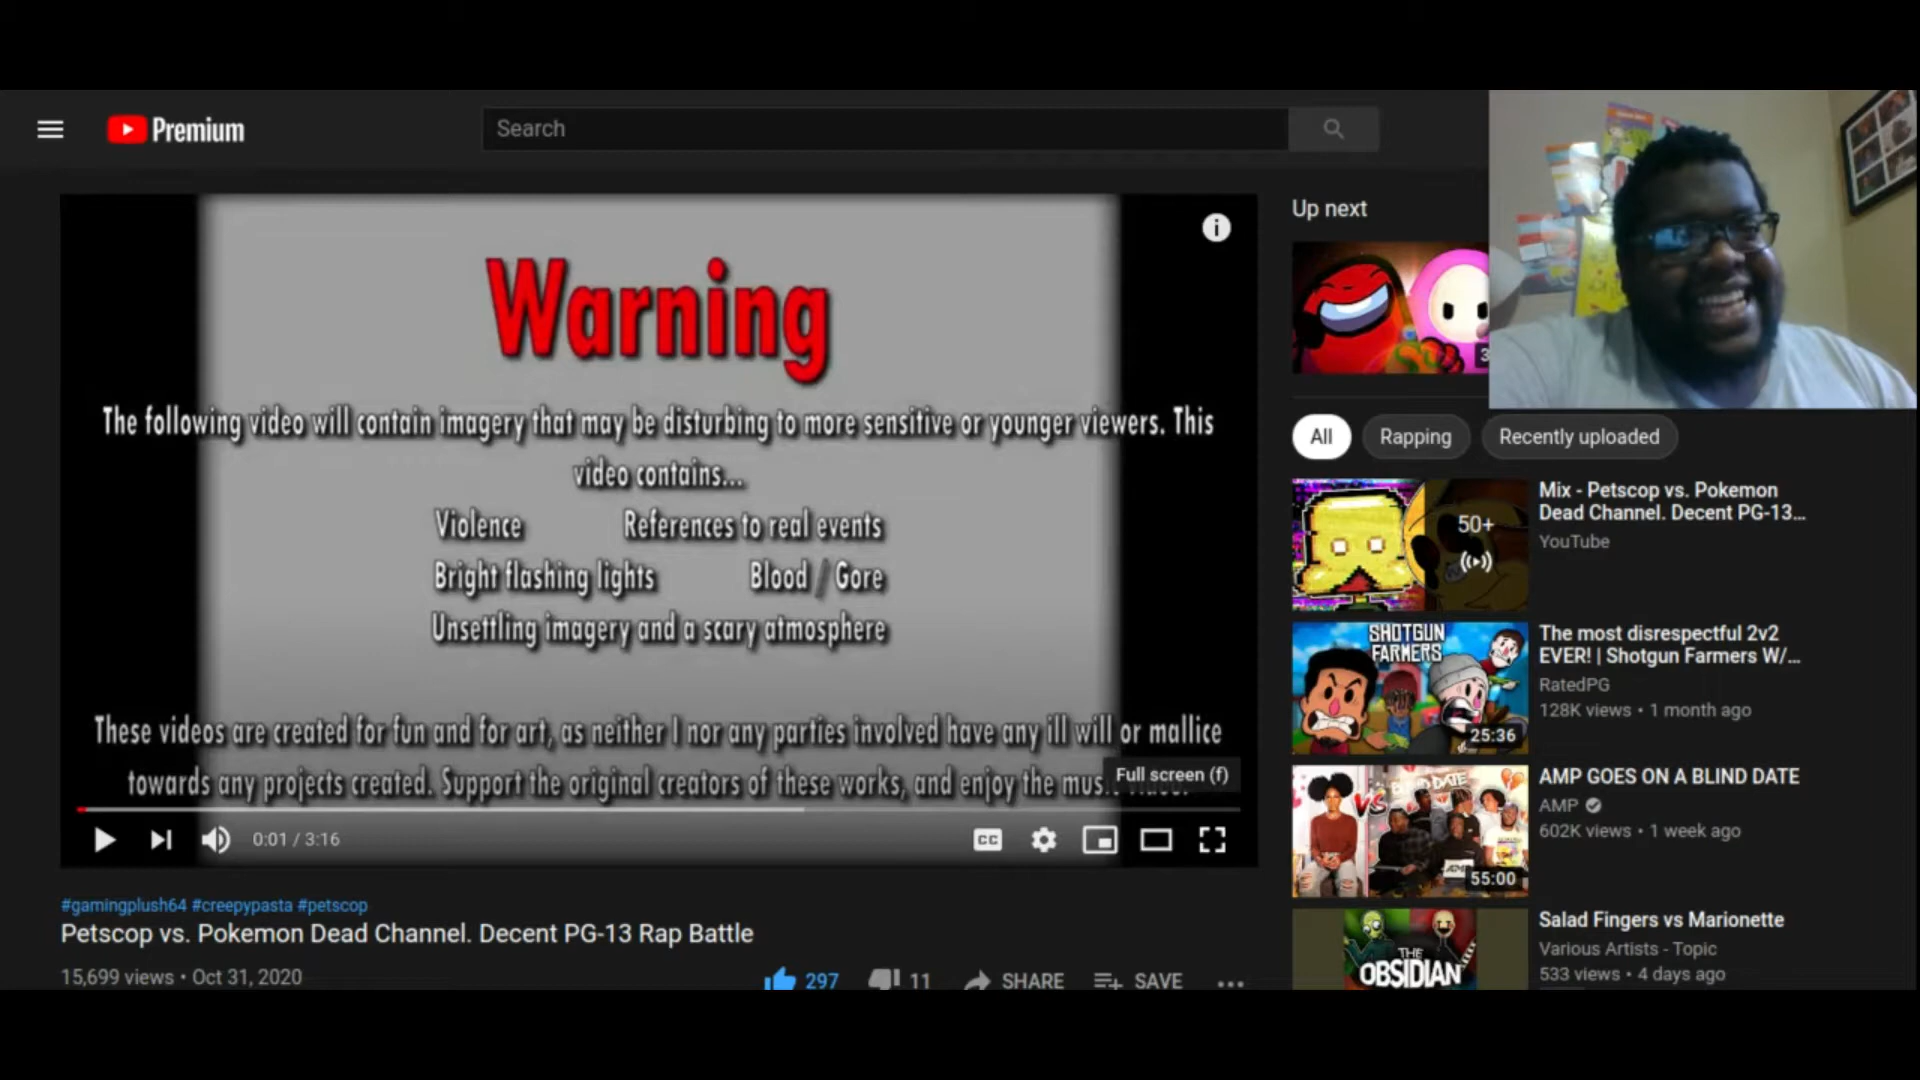 Premium
Search
Warning
The following video will contain imagery that may be disturbing to more sensitive or younger viewers. This
video contains...
Violence References to real events
Bright flashing lights Blood / Gore
Unsettling imagery and a scary atmosphere
These videos are created for fun and for art, as neither I nor any parties involved have any ill will or mallice
towards any projects created. Support the original creators of these works, and enjoy the
Full screen (f)
0:01 / 3:16
CC
#gamingplush64 #creepypasta #petscop
Petscop vs. Pokemon Dead Channel. Decent PG-13 Rap Battle
15,699 views • Oct 31, 2020
297 11 SHARE SAVE
Up next
All Rapping Recently uploaded
50+
Mix - Petscop vs. Pokemon
Dead Channel. Decent PG-13...
YouTube
SHOTGUN
FARMERS
25:36
The most disrespectful 2v2
EVER! | Shotgun Farmers W/...
RatedPG
128K views • 1 month ago
VS
55:00
AMP GOES ON A BLIND DATE
AMP
602K views • 1 week ago
THE
OBSIDIAN
Salad Fingers vs Marionette
Various Artists - Topic
533 views • 4 days ago